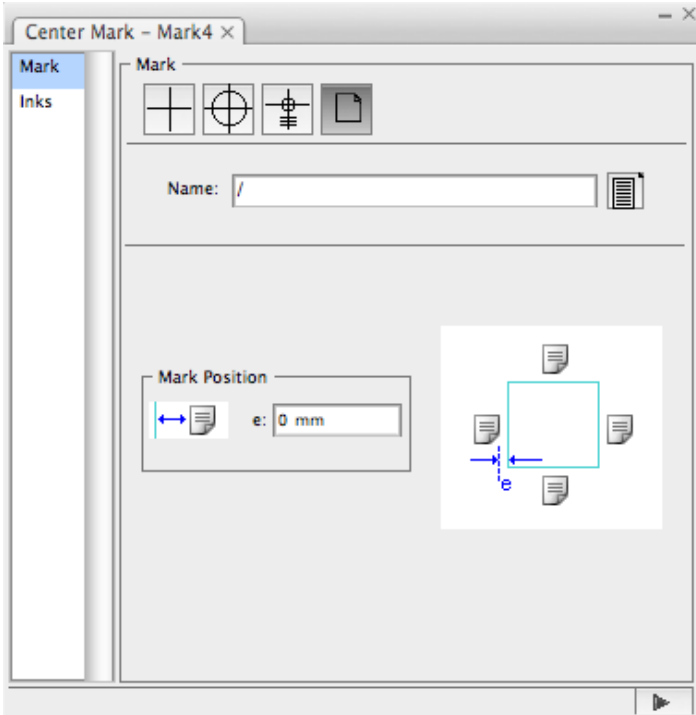 Center Mark – Mark4 ×
Mark
Inks
Mark
Name: /
Mark Position
e: 0 mm
e